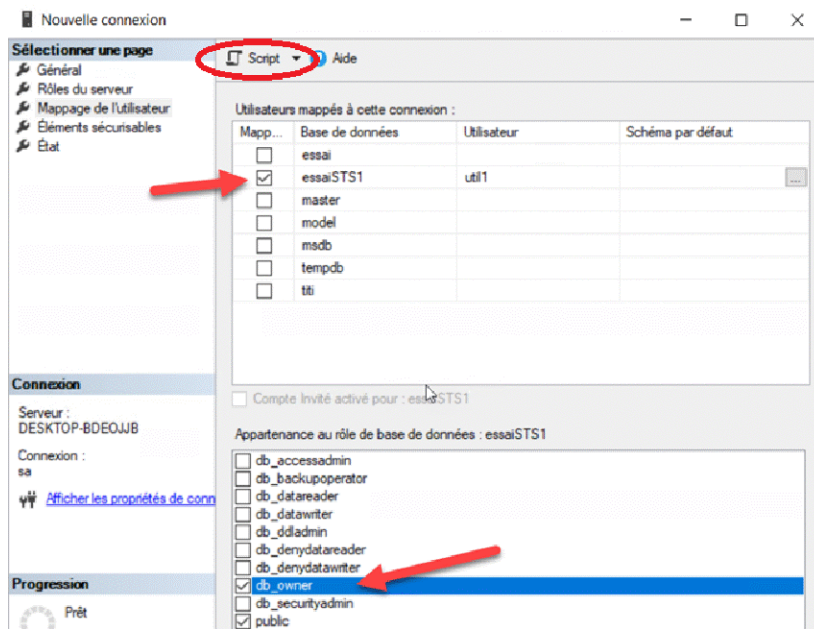 Nouvelle connexion
Sélectionner une page
Général
Rôles du serveur
Mappage de l'utilisateur
Éléments sécurisables
État
Script
Aide
Utilisateurs mappés à cette connexion :
Mapp... Base de données Utilisateur Schéma par défaut
essai
essaiSTS1 util1 ...
master
model
msdb
tempdb
titi
Compte Invité activé pour : essaiSTS1
Appartenance au rôle de base de données : essaiSTS1
db_accessadmin
db_backupoperator
db_datareader
db_datawriter
db_ddladmin
db_denydatareader
db_denydatawriter
db_owner
db_securityadmin
public
Connexion
Serveur :
DESKTOP-BDEOJJB
Connexion :
sa
Afficher les propriétés de conn
Progression
Prêt